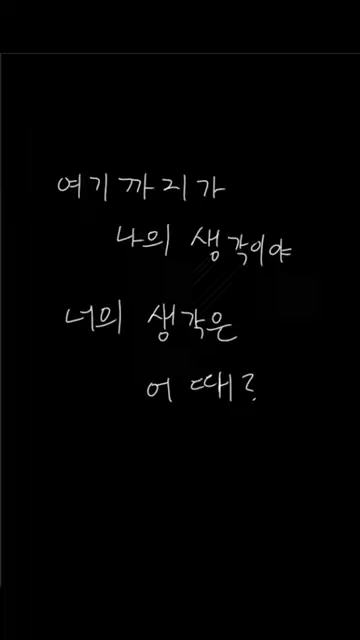 여기까지가
나의 생각이야
너의 생각은
어때?